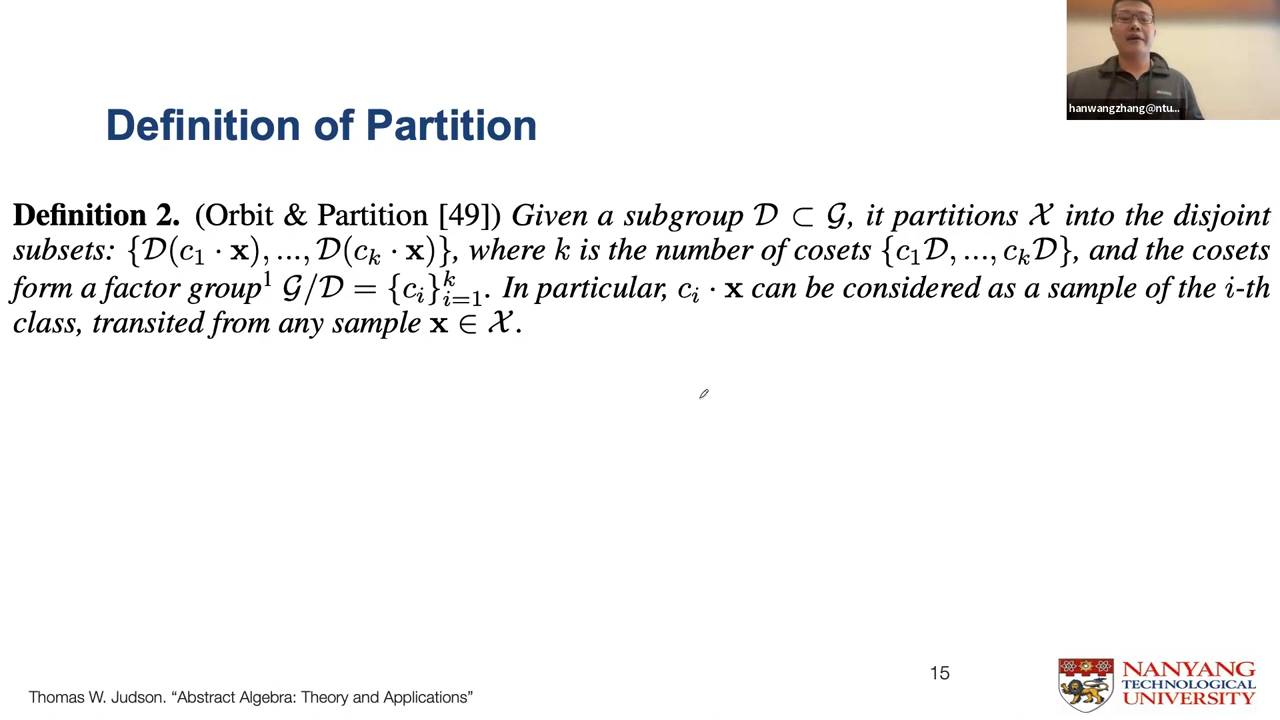 hanwangzhang@ntu...
Definition of Partition
Definition 2. (Orbit & Partition [49]) Given a subgroup 𝒟 ⊂ 𝒢, it partitions 𝒳 into the disjoint
subsets: {𝒟(c₁ · x), ..., 𝒟(cₖ · x)}, where k is the number of cosets {c₁𝒟, ..., cₖ𝒟}, and the cosets
form a factor group¹ 𝒢/𝒟 = {cᵢ}ᵏᵢ₌₁. In particular, cᵢ · x can be considered as a sample of the i-th
class, transited from any sample x ∈ 𝒳.
15
Thomas W. Judson. “Abstract Algebra: Theory and Applications”
NANYANG
TECHNOLOGICAL
UNIVERSITY